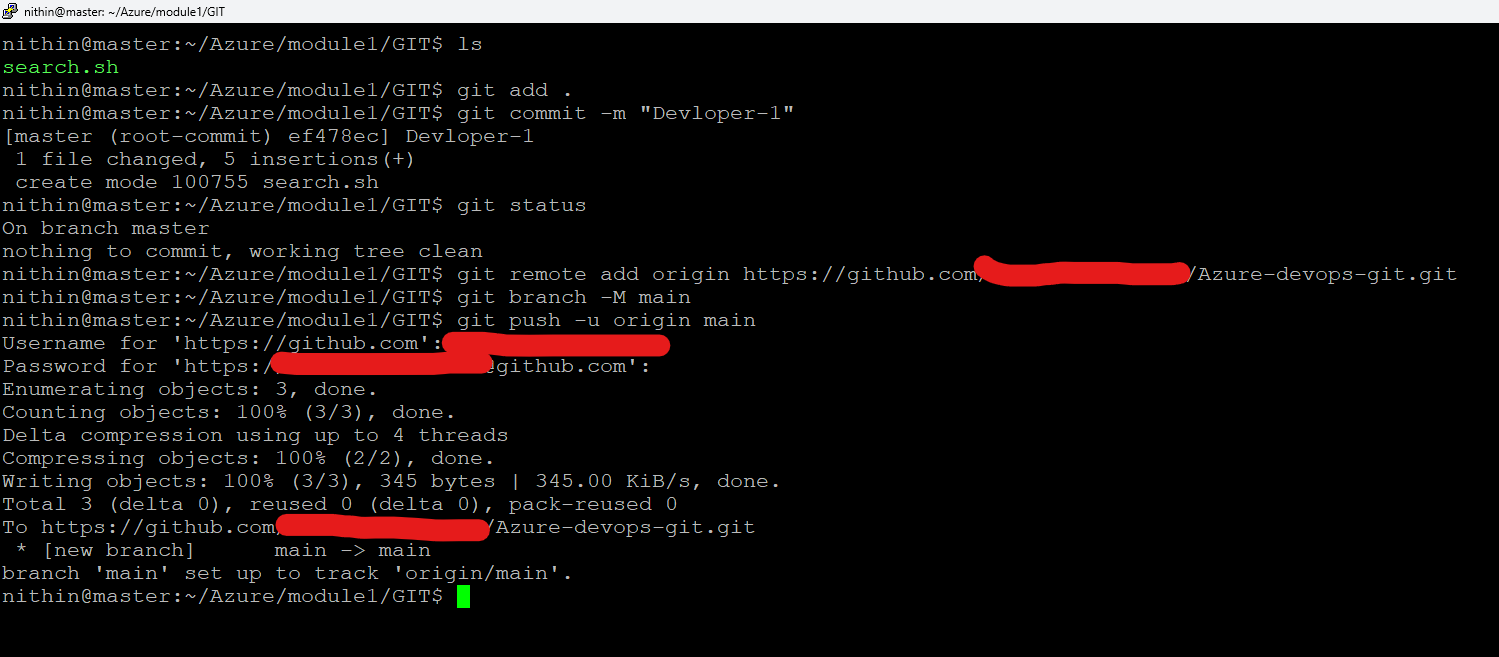 nithin@master: ~/Azure/module1/GIT
nithin@master:~/Azure/module1/GIT$ ls
search.sh
nithin@master:~/Azure/module1/GIT$ git add .
nithin@master:~/Azure/module1/GIT$ git commit -m "Devloper-1"
[master (root-commit) ef478ec] Devloper-1
 1 file changed, 5 insertions(+)
 create mode 100755 search.sh
nithin@master:~/Azure/module1/GIT$ git status
On branch master
nothing to commit, working tree clean
nithin@master:~/Azure/module1/GIT$ git remote add origin https://github.com/ /Azure-devops-git.git
nithin@master:~/Azure/module1/GIT$ git branch -M main
nithin@master:~/Azure/module1/GIT$ git push -u origin main
Username for 'https://github.com':
Password for 'https:/ @github.com':
Enumerating objects: 3, done.
Counting objects: 100% (3/3), done.
Delta compression using up to 4 threads
Compressing objects: 100% (2/2), done.
Writing objects: 100% (3/3), 345 bytes | 345.00 KiB/s, done.
Total 3 (delta 0), reused 0 (delta 0), pack-reused 0
To https://github.com/ /Azure-devops-git.git
 * [new branch]      main -> main
branch 'main' set up to track 'origin/main'.
nithin@master:~/Azure/module1/GIT$